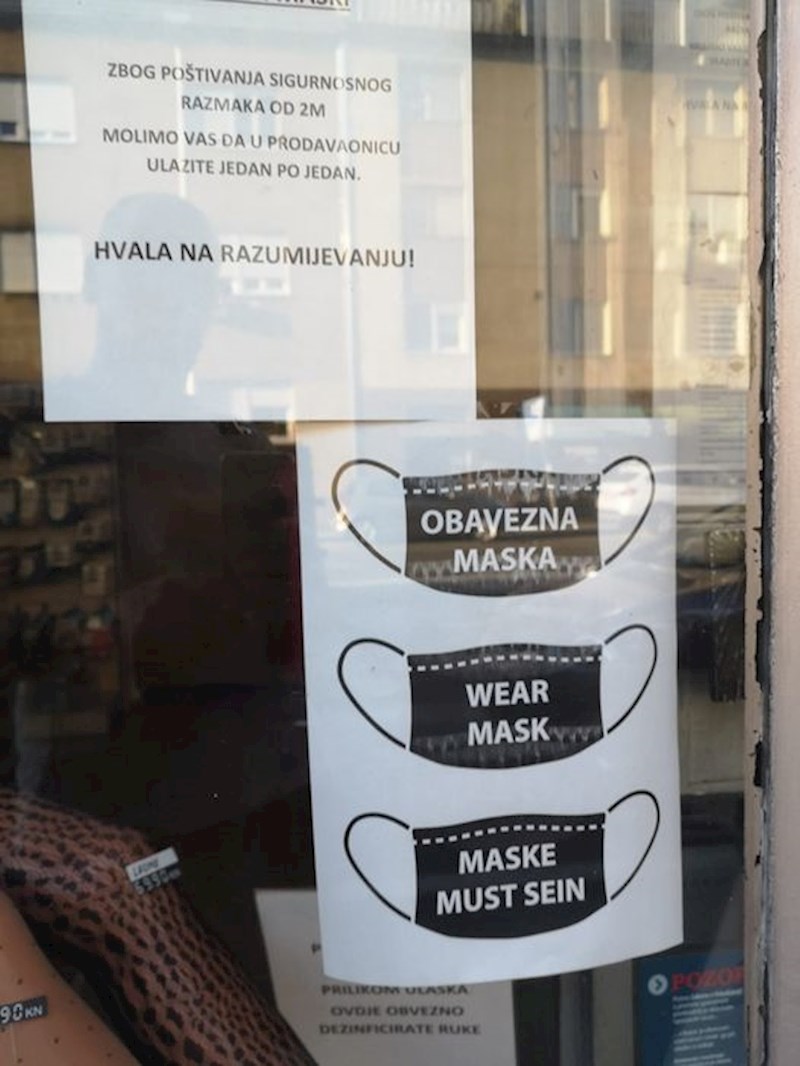 ZBOG POŠTIVANJA SIGURNOSNOG
RAZMAKA OD 2M
MOLIMO VAS DA U PRODAVAONICU
ULAZITE JEDAN PO JEDAN.
HVALA NA RAZUMIJEVANJU!
OBAVEZNA
MASKA
WEAR
MASK
MASKE
MUST SEIN
PRILIKOM ULASKA
OVDJE OBVEZNO
DEZINFICIRATE RUKE
90 KN
POZOR